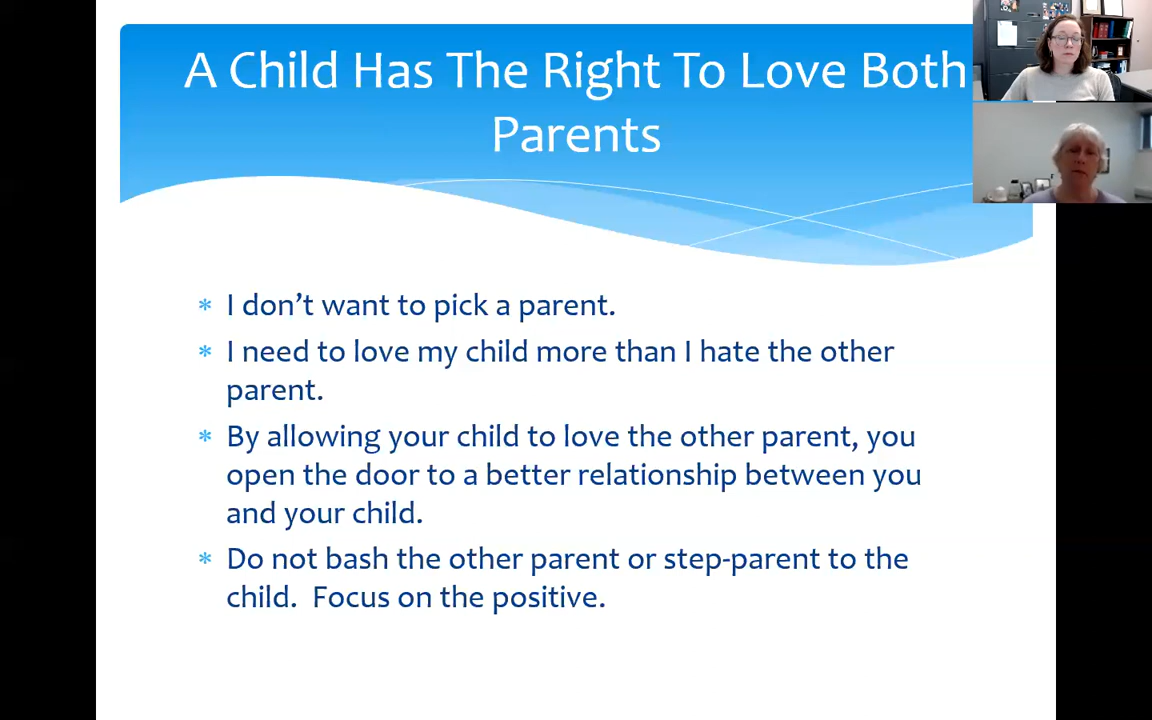 A Child Has The Right To Love Both
Parents
* I don’t want to pick a parent.
* I need to love my child more than I hate the other
parent.
* By allowing your child to love the other parent, you
open the door to a better relationship between you
and your child.
* Do not bash the other parent or step-parent to the
child.  Focus on the positive.